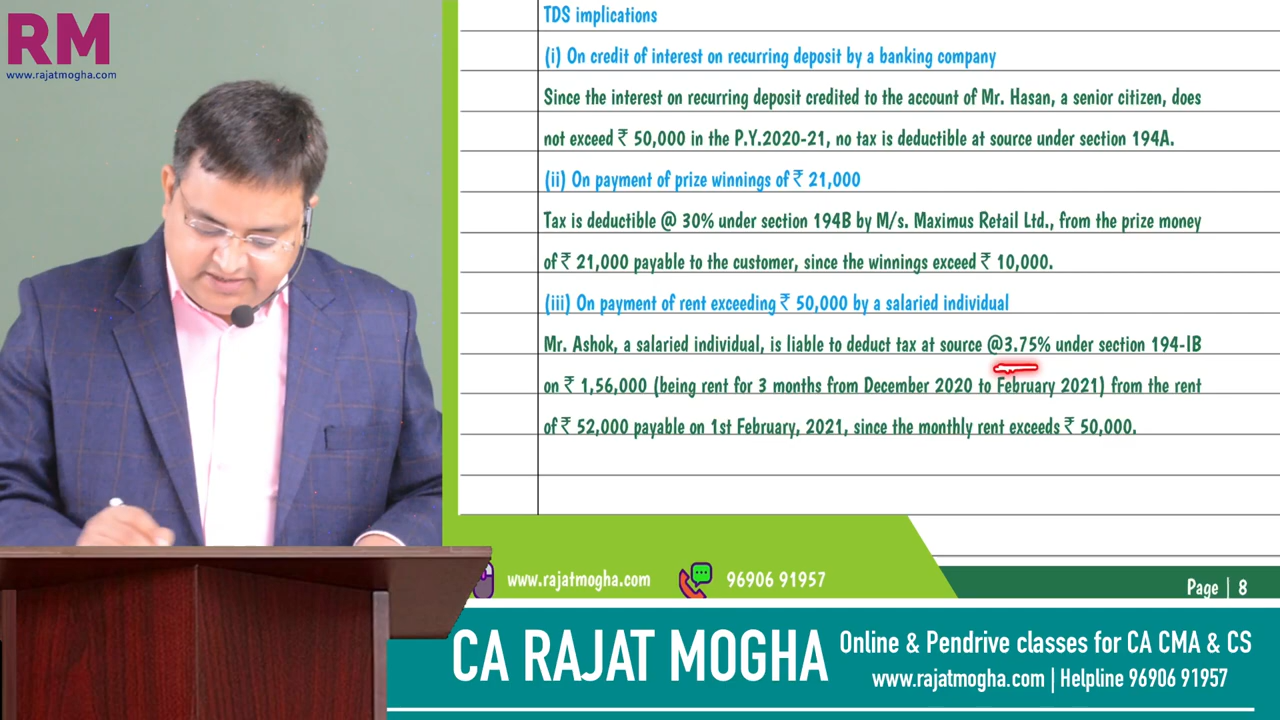 RM
www.rajatmogha.com
TDS implications
(i) On credit of interest on recurring deposit by a banking company
Since the interest on recurring deposit credited to the account of Mr. Hasan, a senior citizen, does
not exceed ₹ 50,000 in the P.Y.2020-21, no tax is deductible at source under section 194A.
(ii) On payment of prize winnings of ₹ 21,000
Tax is deductible @ 30% under section 194B by M/s. Maximus Retail Ltd., from the prize money
of ₹ 21,000 payable to the customer, since the winnings exceed ₹ 10,000.
(iii) On payment of rent exceeding ₹ 50,000 by a salaried individual
Mr. Ashok, a salaried individual, is liable to deduct tax at source @3.75% under section 194-IB
on ₹ 1,56,000 (being rent for 3 months from December 2020 to February 2021) from the rent
of ₹ 52,000 payable on 1st February, 2021, since the monthly rent exceeds ₹ 50,000.
www.rajatmogha.com
96906 91957
Page | 8
CA RAJAT MOGHA
Online & Pendrive classes for CA CMA & CS
www.rajatmogha.com | Helpline 96906 91957